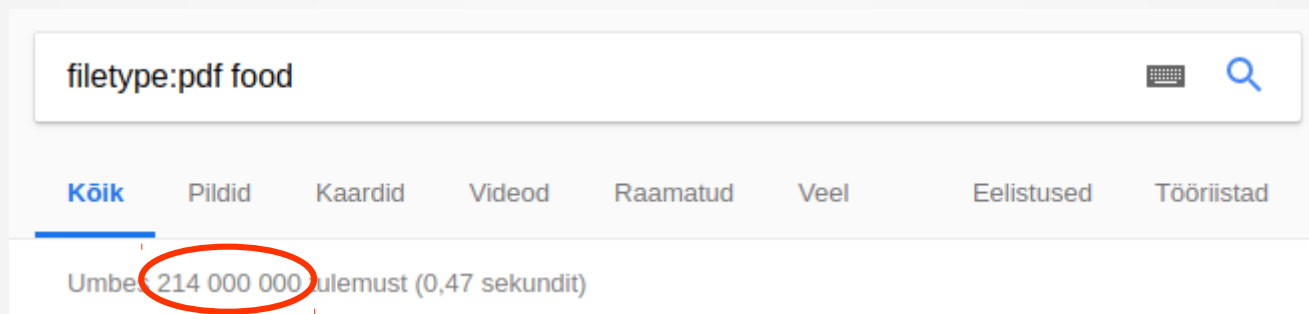 filetype:pdf food
Kõik Pildid Kaardid Videod Raamatud Veel Eelistused Tööriistad
Umbes 214 000 000 tulemust (0,47 sekundit)